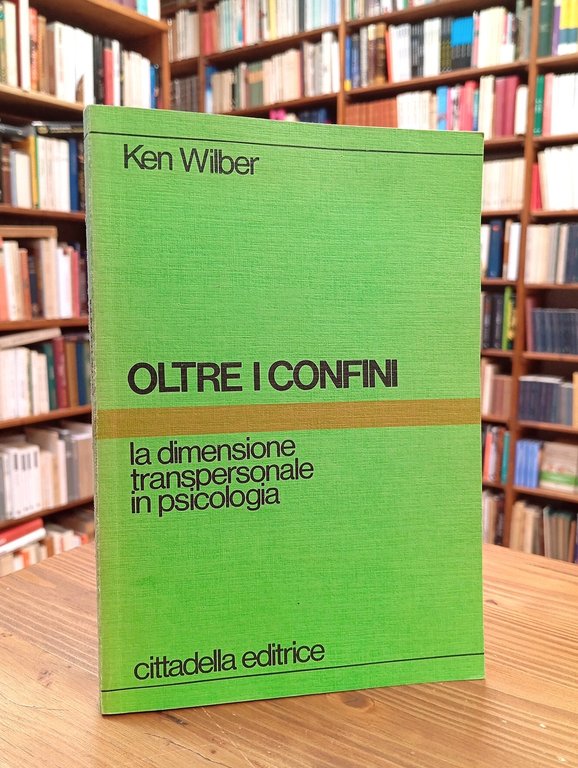 Ken Wilber
OLTRE I CONFINI
la dimensione
transpersonale
in psicologia
cittadella editrice